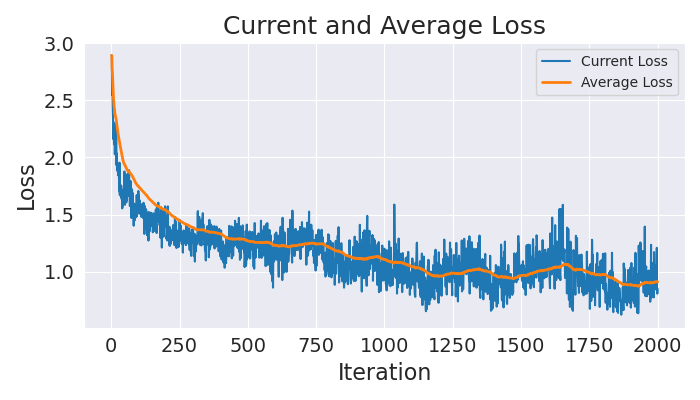 Current and Average Loss
3.0
2.5
2.0
1.5
1.0
Loss
Current Loss
Average Loss
0 250 500 750 1000 1250 1500 1750 2000
Iteration